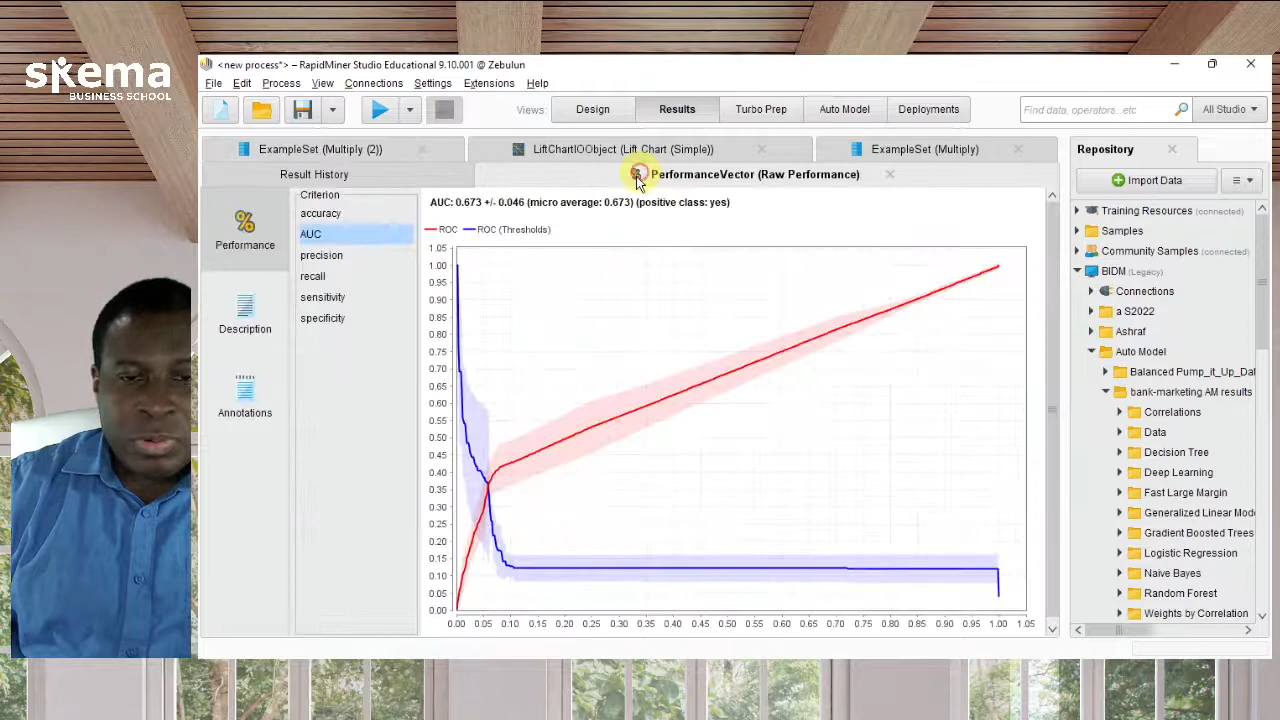 skema
BUSINESS SCHOOL
<new process*> – RapidMiner Studio Educational 9.10.001 @ Zebulun
File Edit Process View Connections Settings Extensions Help
Views: Design Results Turbo Prep Auto Model Deployments Find data, operators...etc All Studio
ExampleSet (Multiply (2)) LiftChartIOObject (Lift Chart (Simple)) ExampleSet (Multiply)
Result History PerformanceVector (Raw Performance)
Performance
Description
Annotations
Criterion
accuracy
AUC
precision
recall
sensitivity
specificity
AUC: 0.673 +/- 0.046 (micro average: 0.673) (positive class: yes)
ROC ROC (Thresholds)
1.05
1.00
0.95
0.90
0.85
0.80
0.75
0.70
0.65
0.60
0.55
0.50
0.45
0.40
0.35
0.30
0.25
0.20
0.15
0.10
0.05
0.00
0.00 0.05 0.10 0.15 0.20 0.25 0.30 0.35 0.40 0.45 0.50 0.55 0.60 0.65 0.70 0.75 0.80 0.85 0.90 0.95 1.00 1.05
Repository
Import Data
Training Resources (connected)
Samples
Community Samples (connected)
BIDM (Legacy)
Connections
a S2022
Ashraf
Auto Model
Balanced Pump_it_Up_Dat
bank-marketing AM results
Correlations
Data
Decision Tree
Deep Learning
Fast Large Margin
Generalized Linear Mode
Gradient Boosted Trees
Logistic Regression
Naive Bayes
Random Forest
Weights by Correlation